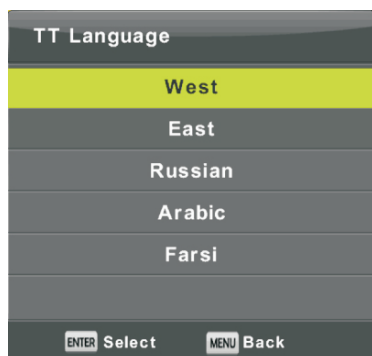 TT Language
West
East
Russian
Arabic
Farsi
ENTER Select MENU Back